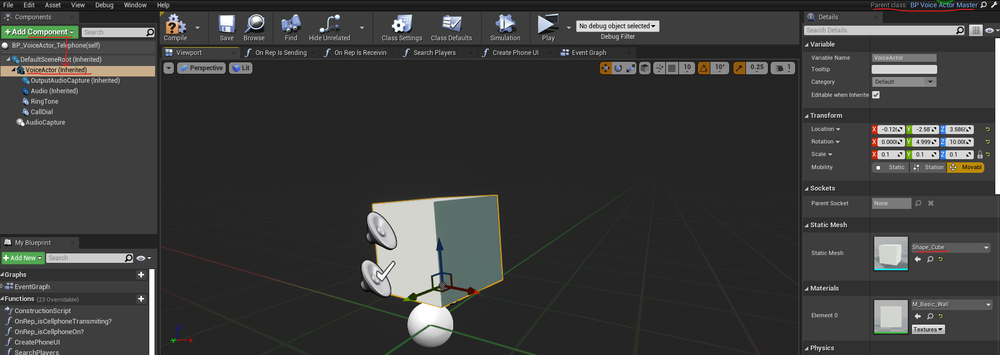 File Edit Asset View Debug Window Help
Parent class: BP Voice Actor Master
Components
Add Component
Search
BP_VoiceActor_Telephone(self)
DefaultSceneRoot (Inherited)
VoiceActor (Inherited)
OutputAudioCapture (Inherited)
Audio (Inherited)
RingTone
CallDial
AudioCapture
My Blueprint
Add New
Search
Graphs
EventGraph
Functions (23 Overridable)
ConstructionScript
OnRep_isCellphoneTransmiting?
OnRep_isCellphoneOn?
CreatePhoneUI
SearchPlayers
Compile
Save
Browse
Find
Hide Unrelated
Class Settings
Class Defaults
Simulation
Play
No debug object selected
Debug Filter
Viewport
On Rep Is Sending
On Rep Is Receivin
Search Players
Create Phone UI
Event Graph
Perspective
Lit
10
10°
0.25
1
Z
Y
X
Details
Search Details
Variable
Variable Name VoiceActor
Tooltip
Category Default
Editable when Inherite
Transform
Location X -0.126 Y -2.587 Z 3.5865
Rotation X 0.0000 Y 4.999 Z 10.000
Scale X 0.1 Y 0.1 Z 0.1
Mobility Static Station Movabl
Sockets
Parent Socket None
Static Mesh
Static Mesh Shape_Cube
Materials
Element 0 M_Basic_Wall
Textures
Physics